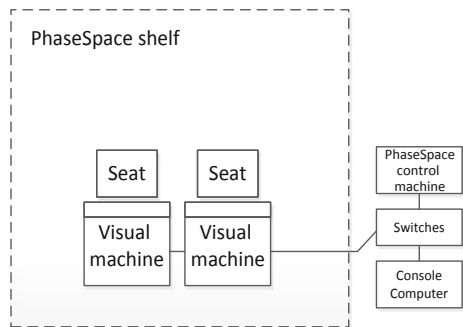 PhaseSpace shelf
Seat
Seat
Visual
machine
Visual
machine
PhaseSpace
control
machine
Switches
Console
Computer